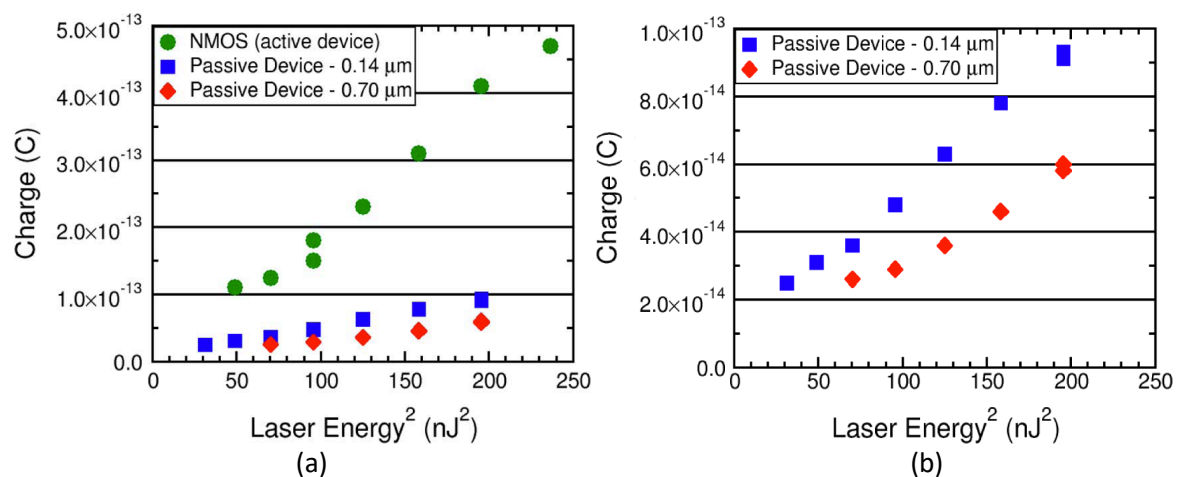 5.0×10⁻¹³
4.0×10⁻¹³
3.0×10⁻¹³
2.0×10⁻¹³
1.0×10⁻¹³
0.0
Charge (C)
NMOS (active device)
Passive Device - 0.14 µm
Passive Device - 0.70 µm
0 50 100 150 200 250
Laser Energy² (nJ²)
(a)
1.0×10⁻¹³
8.0×10⁻¹⁴
6.0×10⁻¹⁴
4.0×10⁻¹⁴
2.0×10⁻¹⁴
0.0
Charge (C)
Passive Device - 0.14 µm
Passive Device - 0.70 µm
0 50 100 150 200 250
Laser Energy² (nJ²)
(b)